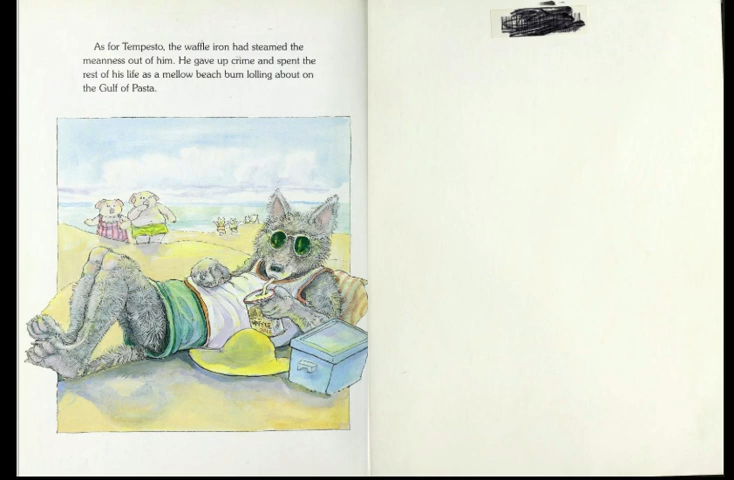 As for Tempesto, the waffle iron had steamed the
meanness out of him. He gave up crime and spent the
rest of his life as a mellow beach bum lolling about on
the Gulf of Pasta.